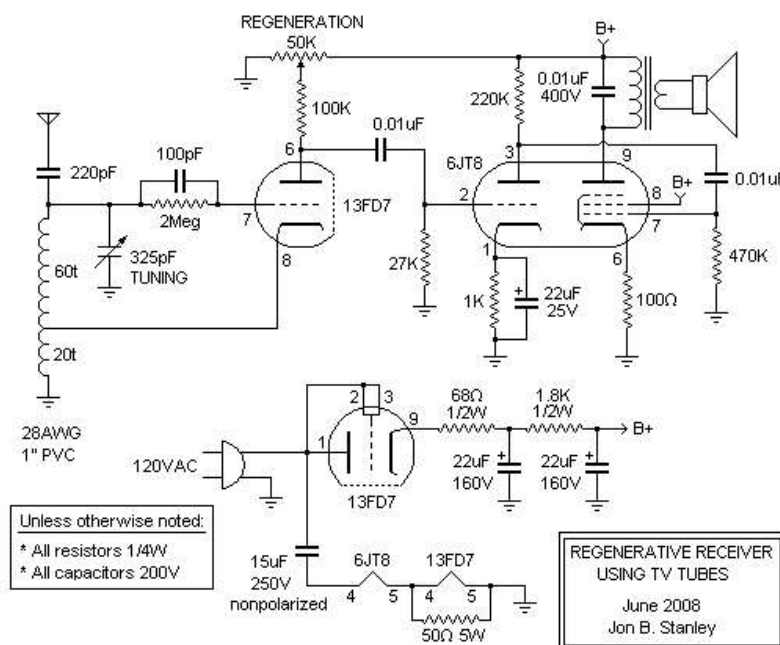 REGENERATION
50K
B+
100K
220K
0.01uF
400V
0.01uF
6
3
9
6JT8
100pF
220pF
2Meg
7
13FD7
8
2
8
B+
7
0.01uF
325pF
TUNING
60t
20t
27K
1
1K
+
22uF
25V
6
100Ω
470K
28AWG
1" PVC
120VAC
2
3
1
9
13FD7
68Ω
1/2W
1.8K
1/2W
B+
+
22uF
160V
+
22uF
160V
Unless otherwise noted:
* All resistors 1/4W
* All capacitors 200V
15uF
250V
nonpolarized
6JT8
4
5
13FD7
4
5
50Ω 5W
REGENERATIVE RECEIVER
USING TV TUBES
June 2008
Jon B. Stanley